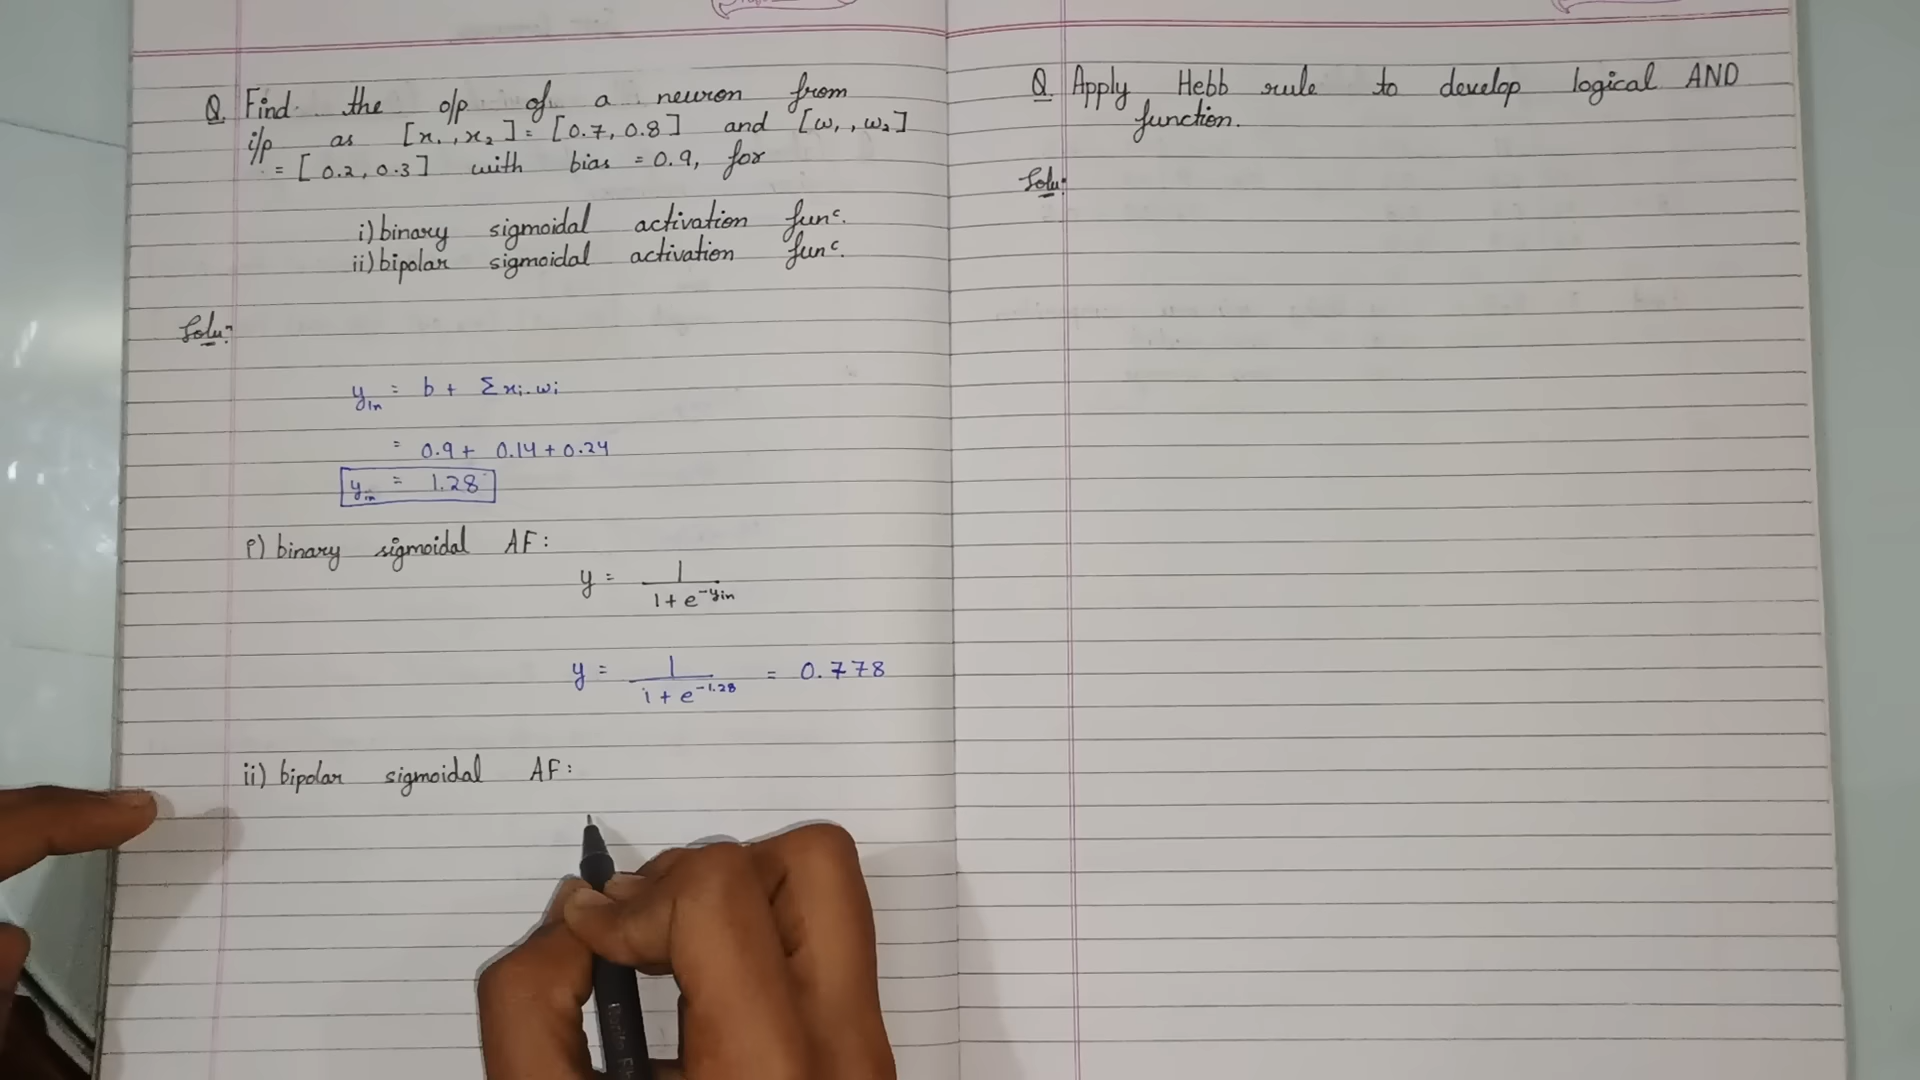 Q. Find the o/p of a neuron from
i/p as [x₁, x₂] = [0.7, 0.8] and [w₁, w₂]
= [0.2, 0.3] with bias = 0.9, for
i) binary sigmoidal activation funᶜ.
ii) bipolar sigmoidal activation funᶜ.
Solu:
yin = b + Σxi.wi
= 0.9 + 0.14 + 0.24
yin = 1.28
i) binary sigmoidal AF:
y = 1 / 1 + e^-yin
y = 1 / 1 + e^-1.28 = 0.778
ii) bipolar sigmoidal AF:
Q. Apply Hebb rule to develop logical AND
function.
Solu: